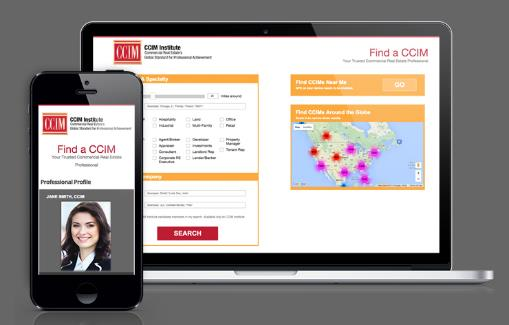 CCIM
CCIM Institute
Commercial Real Estate's
Global Standard for Professional Achievement
Find a CCIM
Your Trusted Commercial Real Estate Professional
& Specialty
miles around
Hospitality
Land
Office
Industrial
Multi-Family
Retail
Agent/Broker
Developer
Property
Manager
Appraiser
Investments
Tenant Rep
Consultant
Landlord Rep
Corporate RE
Executive
Lender/Banker
SEARCH
Find CCIMs Near Me
GO
Find CCIMs Around the Globe
CCIM
CCIM Institute
Commercial Real Estate's
Global Standard for Professional Achievement
Find a CCIM
Your Trusted Commercial Real Estate
Professional
Professional Profile
JANE SMITH, CCIM